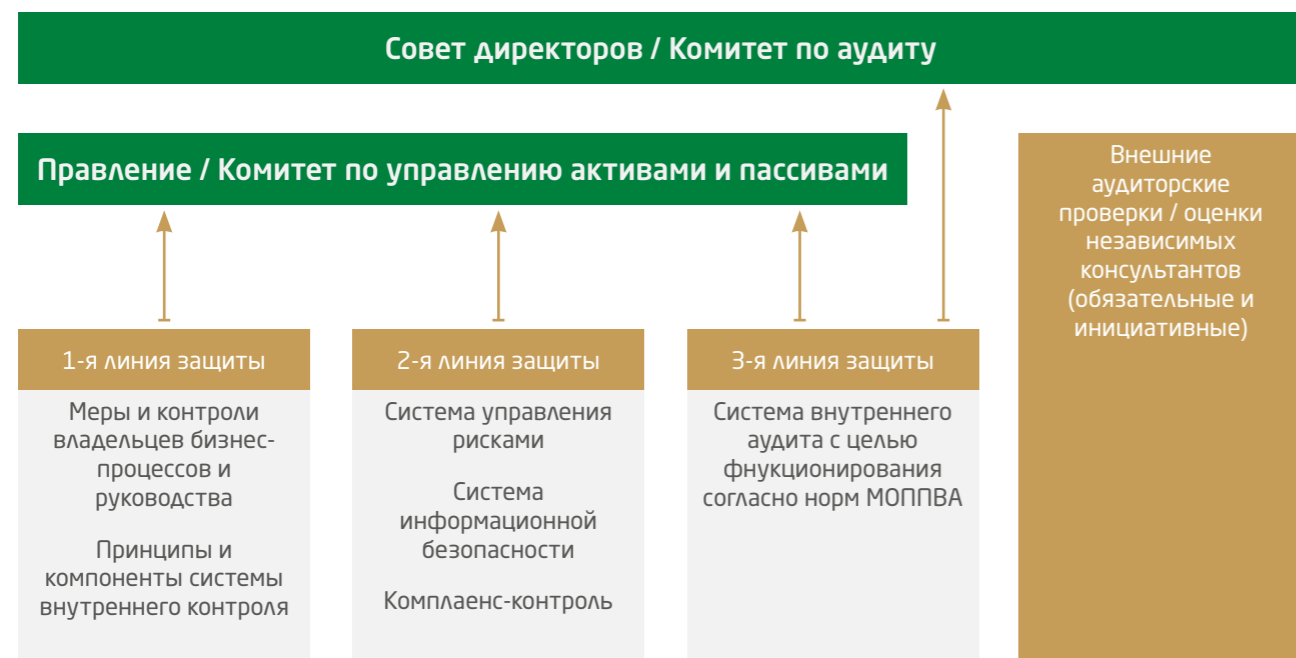 Совет директоров / Комитет по аудиту
Правление / Комитет по управлению активами и пассивами
Внешние
аудиторские
проверки / оценки
независимых
консультантов
(обязательные и
инициативные)
1-я линия защиты
Меры и контроли
владельцев бизнес-
процессов и
руководства
Принципы и
компоненты системы
внутреннего контроля
2-я линия защиты
Система управления
рисками
Система
информационной
безопасности
Комплаенс-контроль
3-я линия защиты
Система внутреннего
аудита с целью
фнукционирования
согласно норм МОППВА